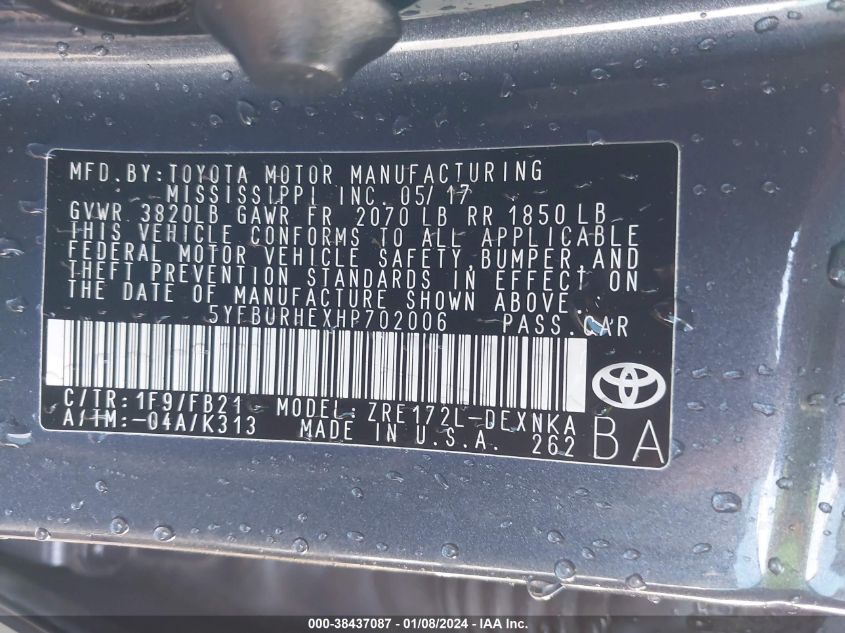 MFD.BY:TOYOTA MOTOR MANUFACTURING
MISSISSIPPI INC. 05/17
GVWR 3820LB GAWR FR 2070 LB RR 1850 LB
THIS VEHICLE CONFORMS TO ALL APPLICABLE
FEDERAL MOTOR VEHICLE SAFETY, BUMPER, AND
THEFT PREVENTION STANDARDS IN EFFECT ON
THE DATE OF MANUFACTURE SHOWN ABOVE.
5YFBURHEXHP702006 PASS.CAR
C/TR: 1F9/FB21 MODEL: ZRE172L-DEXNKA
A/TM: -04A/K313 MADE IN U.S.A. 262
BA
000-38437087 - 01/08/2024 - IAA Inc.